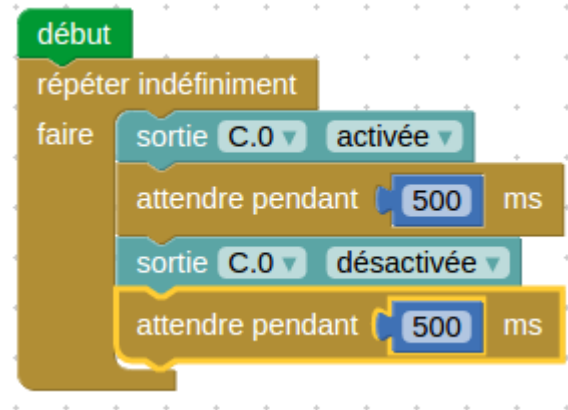 début
répéter indéfiniment
faire sortie C.0 activée
attendre pendant 500 ms
sortie C.0 désactivée
attendre pendant 500 ms